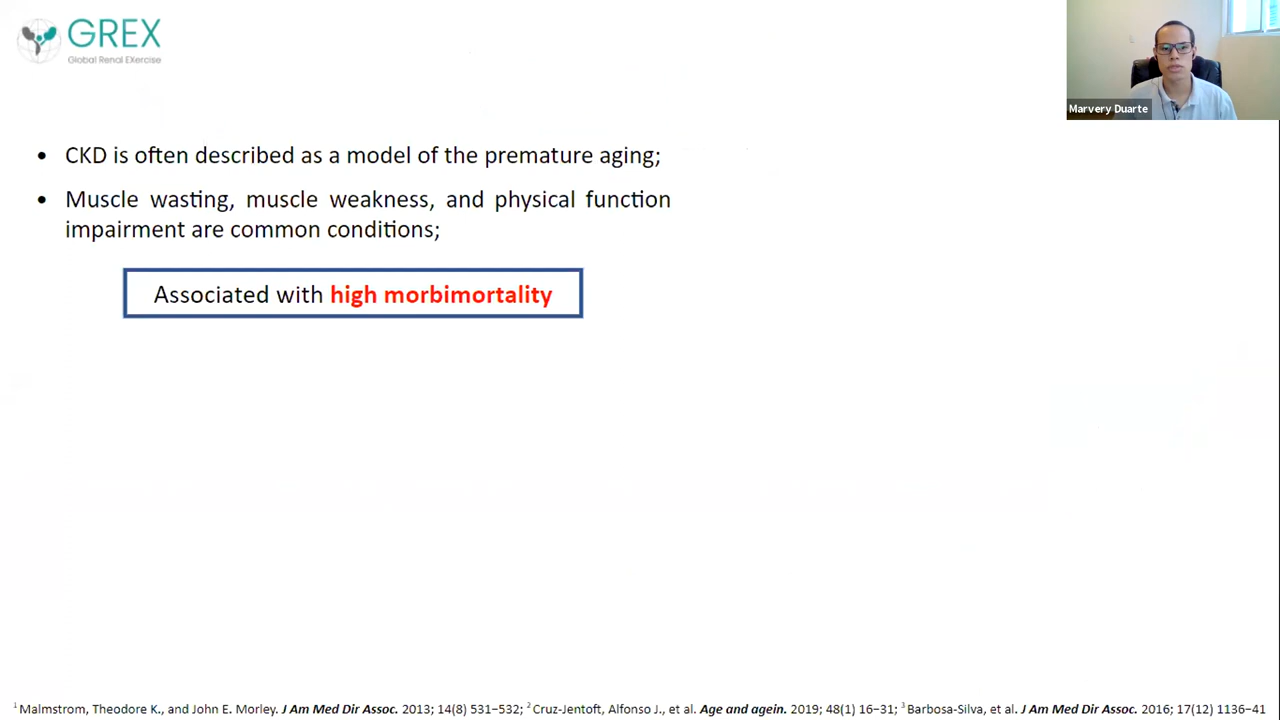 GREX
Global Renal Exercise
Marvery Duarte
• CKD is often described as a model of the premature aging;
• Muscle wasting, muscle weakness, and physical function
impairment are common conditions;
Associated with high morbimortality
1 Malmstrom, Theodore K., and John E. Morley. J Am Med Dir Assoc. 2013; 14(8) 531–532; 2 Cruz-Jentoft, Alfonso J., et al. Age and agein. 2019; 48(1) 16–31; 3 Barbosa-Silva, et al. J Am Med Dir Assoc. 2016; 17(12) 1136–41